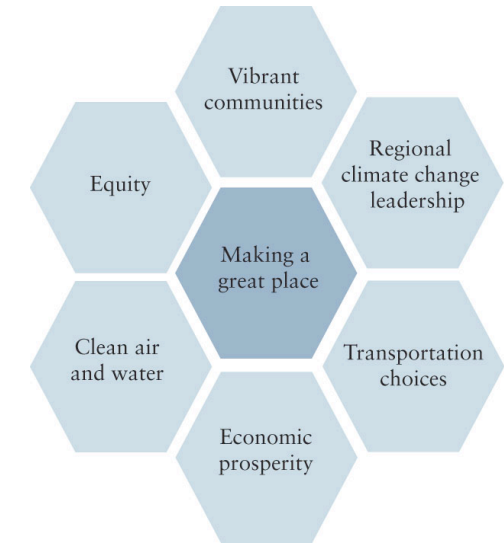 Vibrant
communities
Regional
climate change
leadership
Equity
Making a
great place
Clean air
and water
Transportation
choices
Economic
prosperity